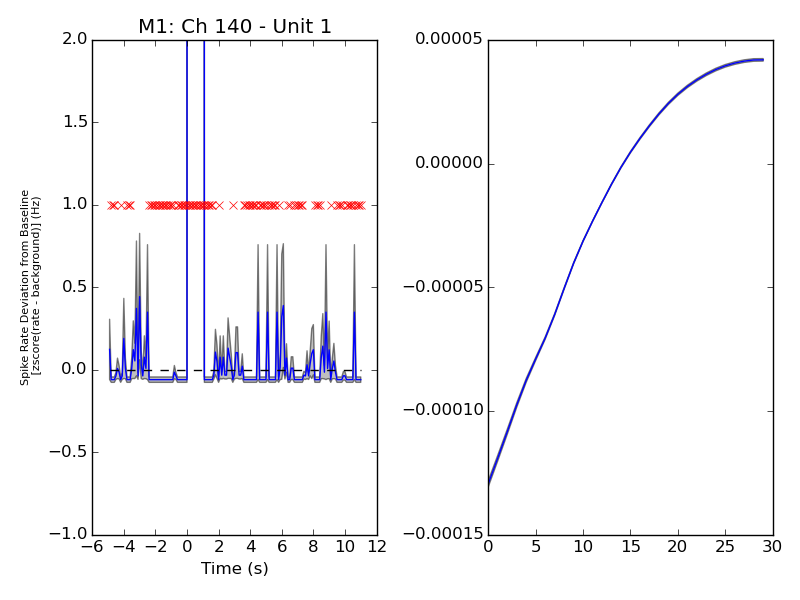 M1: Ch 140 - Unit 1
2.0
1.5
1.0
0.5
0.0
−0.5
−1.0
Spike Rate Deviation from Baseline
[zscore(rate - background)] (Hz)
−6 −4 −2 0 2 4 6 8 10 12
Time (s)
0.00005
0.00000
−0.00005
−0.00010
−0.00015
0 5 10 15 20 25 30